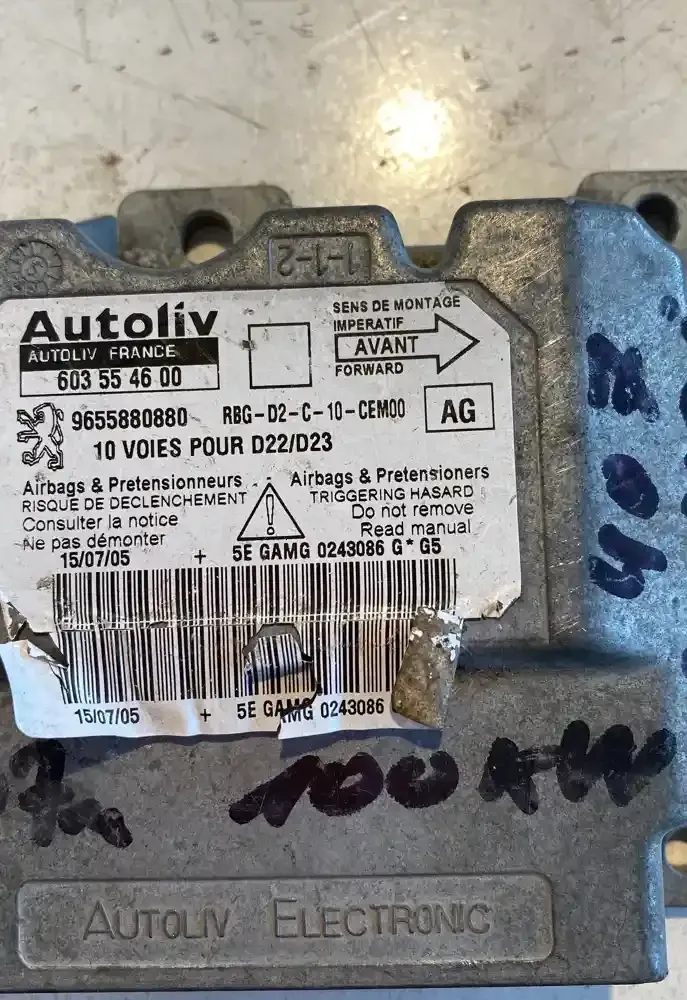 1-1-2
Autoliv
AUTOLIV FRANCE
603 55 46 00
SENS DE MONTAGE
IMPERATIF
AVANT
FORWARD
9655880880 RBG-D2-C-10-CEM00 AG
10 VOIES POUR D22/D23
Airbags & Pretensionneurs
RISQUE DE DECLENCHEMENT
Consulter la notice
Ne pas démonter
Airbags & Pretensioners
TRIGGERING HASARD
Do not remove
Read manual
15/07/05 + 5E GAMG 0243086 G* G5
15/07/05 + 5E GAMG 0243086
407
100 KW
AUTOLIV ELECTRONIC